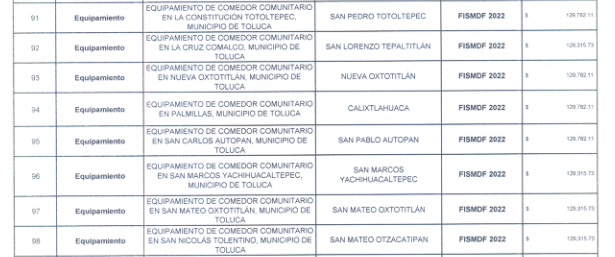 91 Equipamiento EQUIPAMIENTO DE COMEDOR COMUNITARIO EN LA CONSTITUCIÓN TOTOLTEPEC, MUNICIPIO DE TOLUCA SAN PEDRO TOTOLTEPEC FISMDF 2022 $ 129,782.11
92 Equipamiento EQUIPAMIENTO DE COMEDOR COMUNITARIO EN LA CRUZ COMALCO, MUNICIPIO DE TOLUCA SAN LORENZO TEPALTITLÁN FISMDF 2022 $ 129,315.73
93 Equipamiento EQUIPAMIENTO DE COMEDOR COMUNITARIO EN NUEVA OXTOTITLÁN, MUNICIPIO DE TOLUCA NUEVA OXTOTITLÁN FISMDF 2022 $ 129,782.11
94 Equipamiento EQUIPAMIENTO DE COMEDOR COMUNITARIO EN PALMILLAS, MUNICIPIO DE TOLUCA CALIXTLAHUACA FISMDF 2022 $ 129,782.11
95 Equipamiento EQUIPAMIENTO DE COMEDOR COMUNITARIO EN SAN CARLOS AUTOPAN, MUNICIPIO DE TOLUCA SAN PABLO AUTOPAN FISMDF 2022 $ 129,782.11
96 Equipamiento EQUIPAMIENTO DE COMEDOR COMUNITARIO EN SAN MARCOS YACHIHUACALTEPEC, MUNICIPIO DE TOLUCA SAN MARCOS YACHIHUACALTEPEC FISMDF 2022 $ 129,315.73
97 Equipamiento EQUIPAMIENTO DE COMEDOR COMUNITARIO EN SAN MATEO OXTOTITLÁN, MUNICIPIO DE TOLUCA SAN MATEO OXTOTITLÁN FISMDF 2022 $ 129,315.73
98 Equipamiento EQUIPAMIENTO DE COMEDOR COMUNITARIO EN SAN NICOLÁS TOLENTINO, MUNICIPIO DE TOLUCA SAN MATEO OTZACATIPAN FISMDF 2022 $ 129,315.73